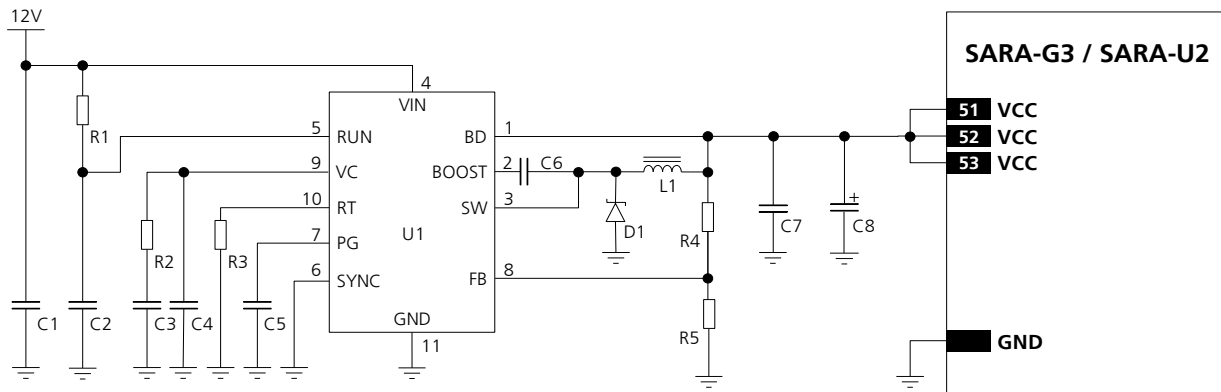 12V
SARA-G3 / SARA-U2
4
VIN
R1
5 RUN
BD 1
51 VCC
52 VCC
53 VCC
9 VC
BOOST 2 C6
L1
10 RT
SW 3
R2
R3
7 PG
U1
D1
R4
C7
C8
6 SYNC
FB 8
C1
C2
C3
C4
C5
GND
11
R5
GND